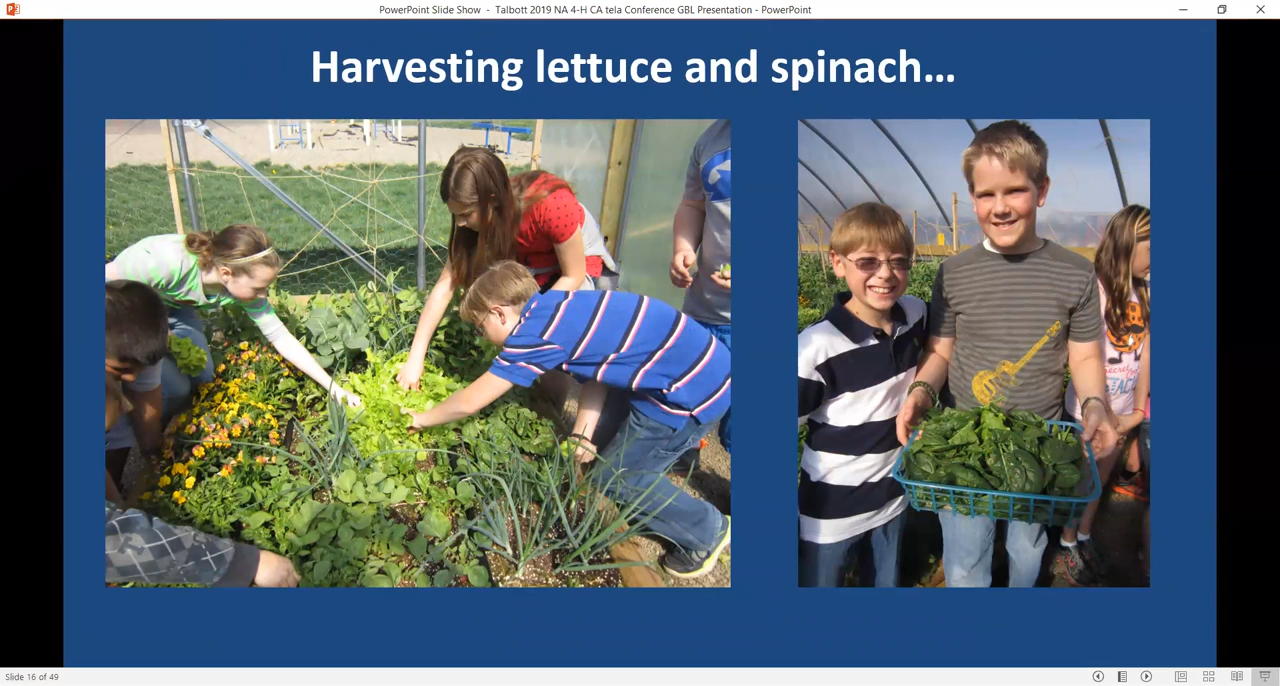 PowerPoint Slide Show - Talbott 2019 NA 4-H CA tela Conference GBL Presentation - PowerPoint
Harvesting lettuce and spinach...
Slide 16 of 49